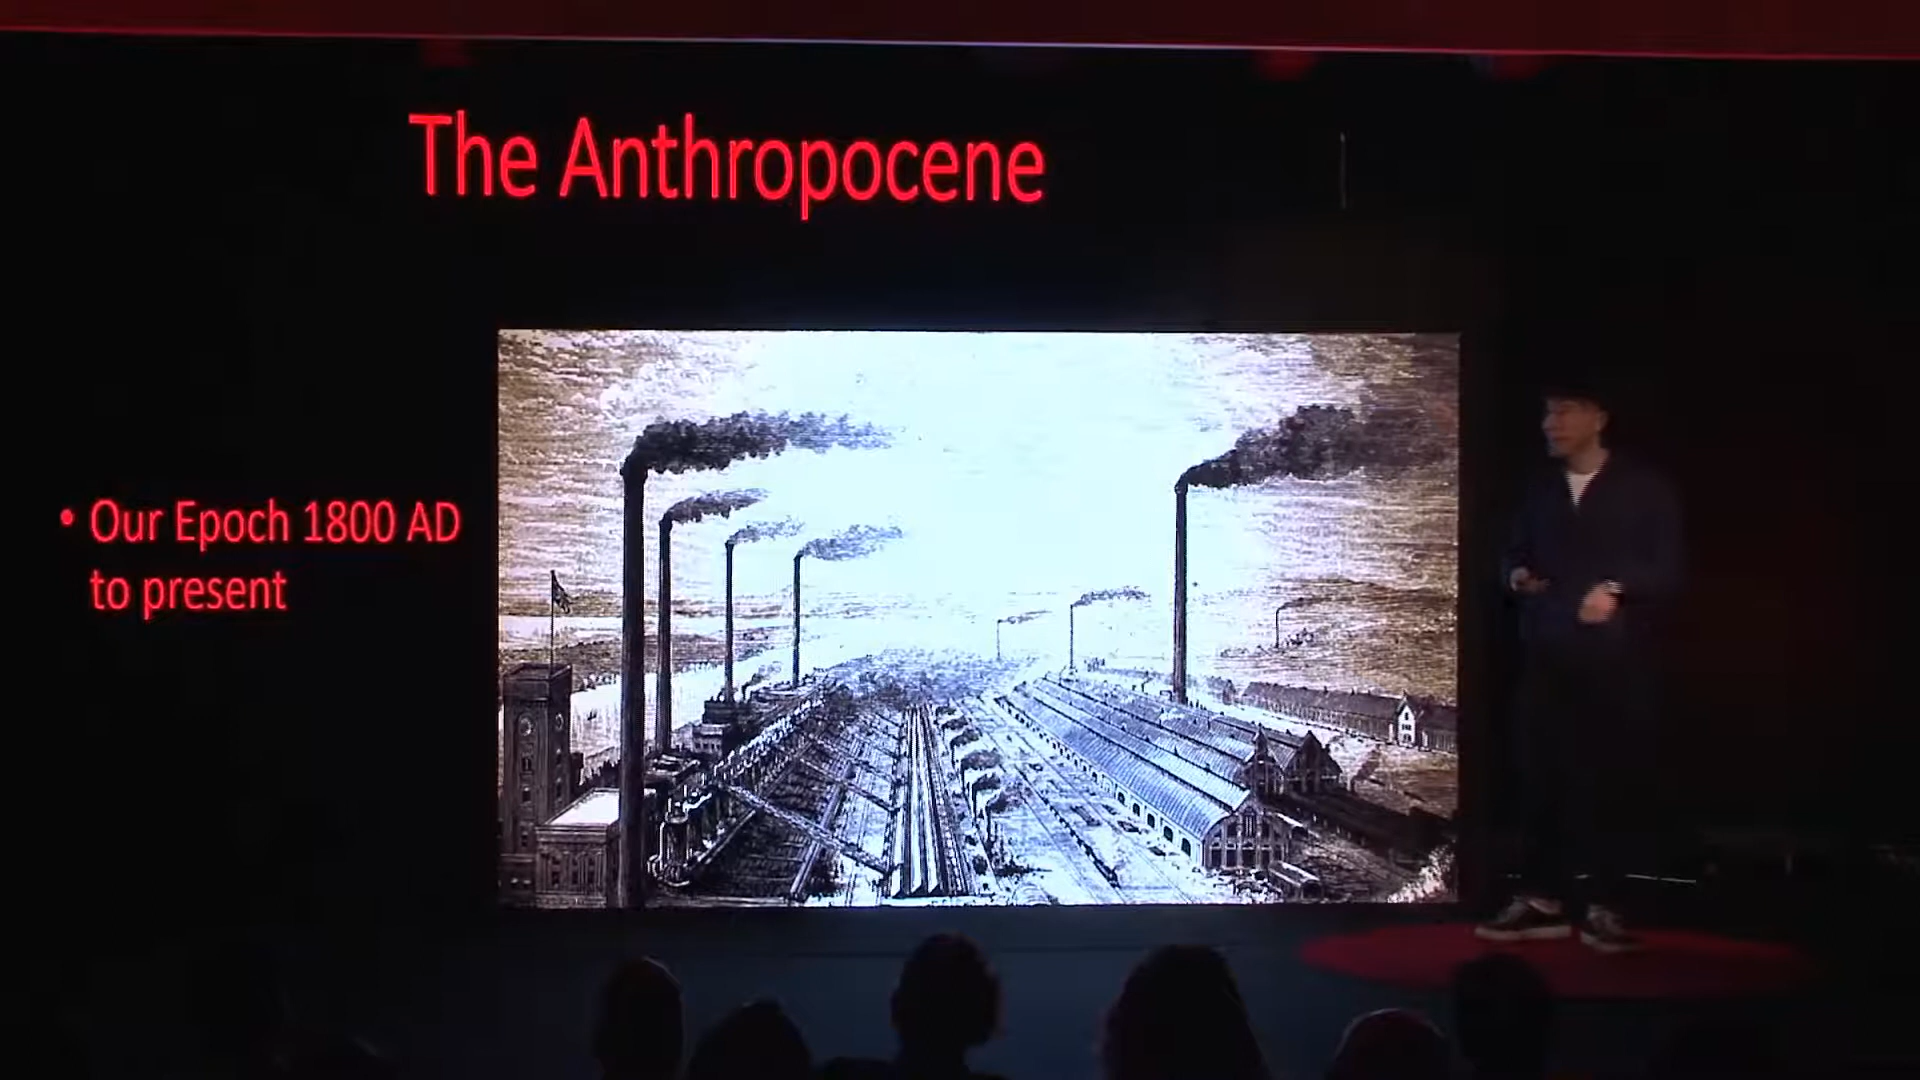 The Anthropocene
• Our Epoch 1800 AD
to present